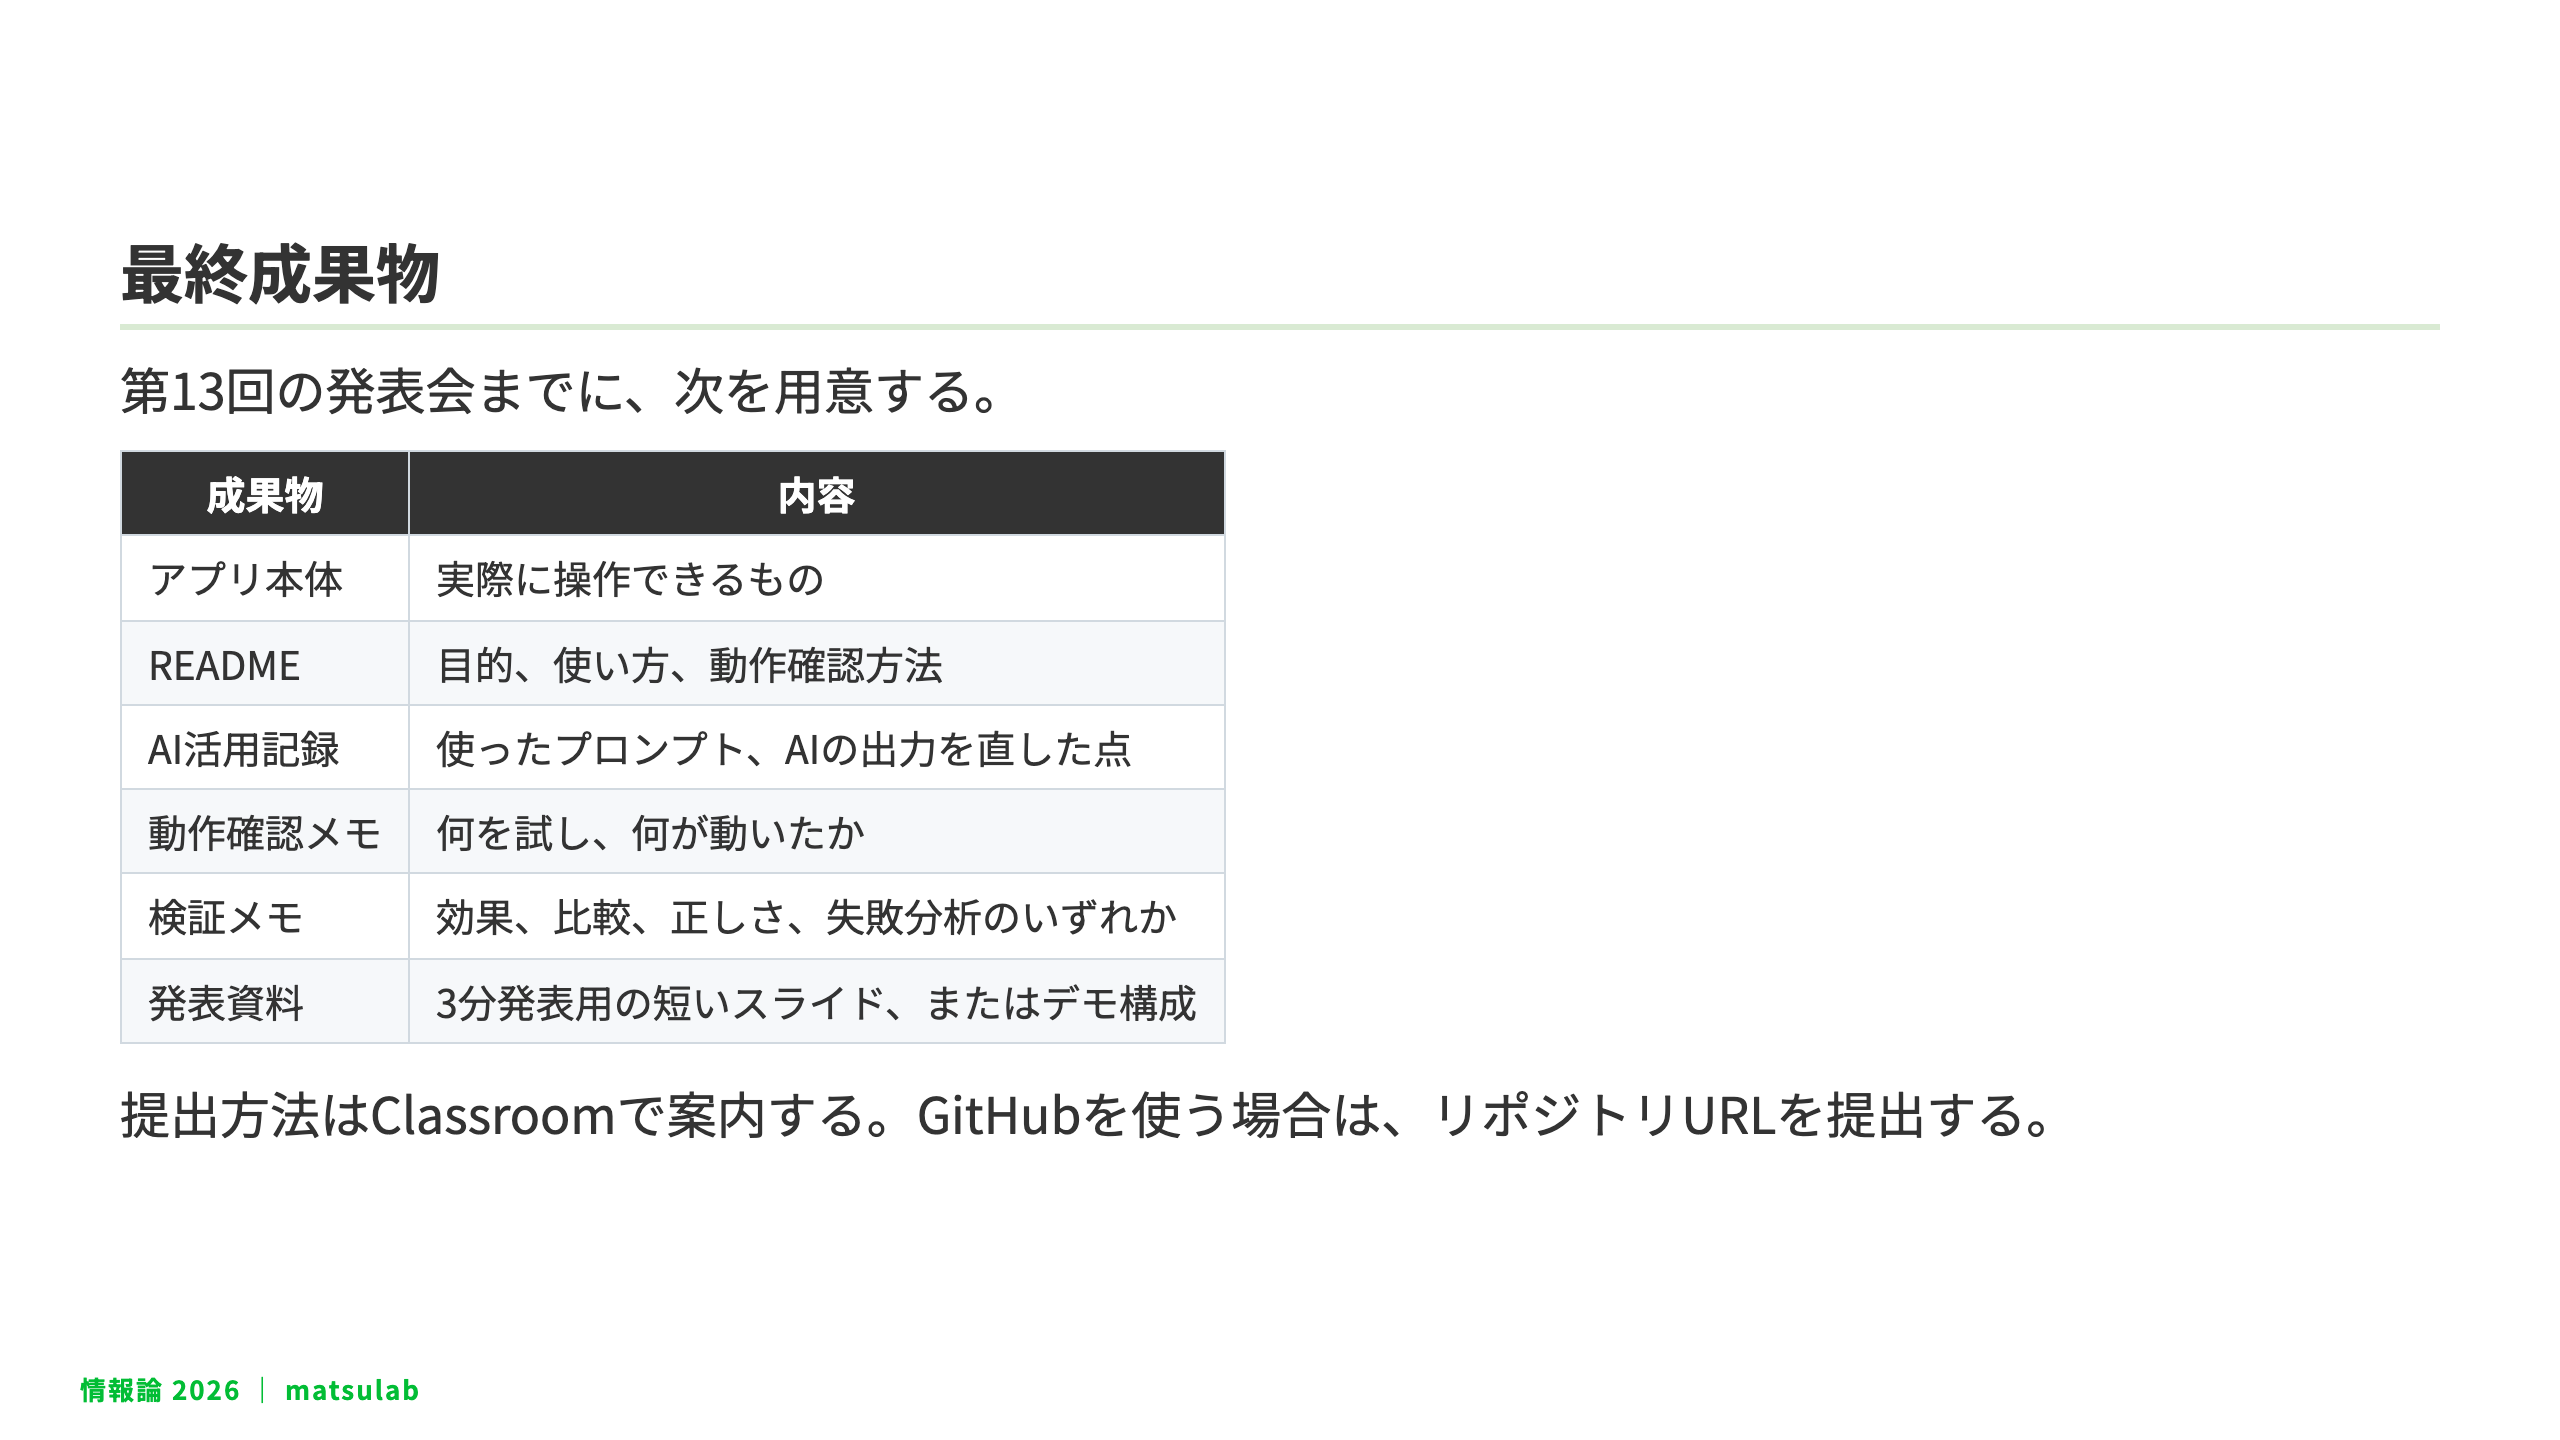 最終成果物
第13回の発表会までに、次を用意する。
成果物 内容
アプリ本体 実際に操作できるもの
README 目的、使い方、動作確認方法
AI活用記録 使ったプロンプト、AIの出力を直した点
動作確認メモ 何を試し、何が動いたか
検証メモ 効果、比較、正しさ、失敗分析のいずれか
発表資料 3分発表用の短いスライド、またはデモ構成
提出方法はClassroomで案内する。GitHubを使う場合は、リポジトリURLを提出する。
情報論 2026 ｜ matsulab